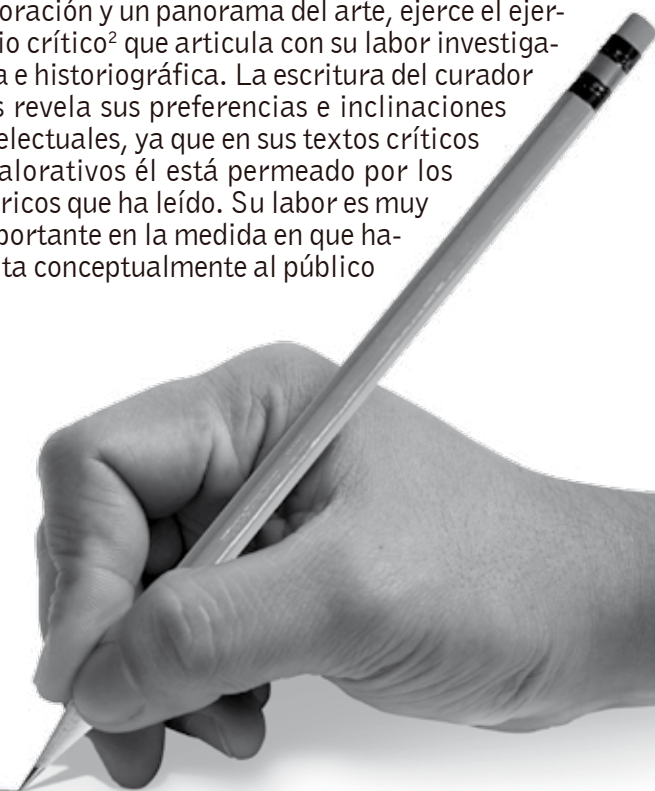 oración y un panorama del arte, ejerce el ejer-
io crítico² que articula con su labor investiga-
a e historiográfica. La escritura del curador
s revela sus preferencias e inclinaciones
electuales, ya que en sus textos críticos
alorativos él está permeado por los
ricos que ha leído. Su labor es muy
portante en la medida en que ha-
ta conceptualmente al público